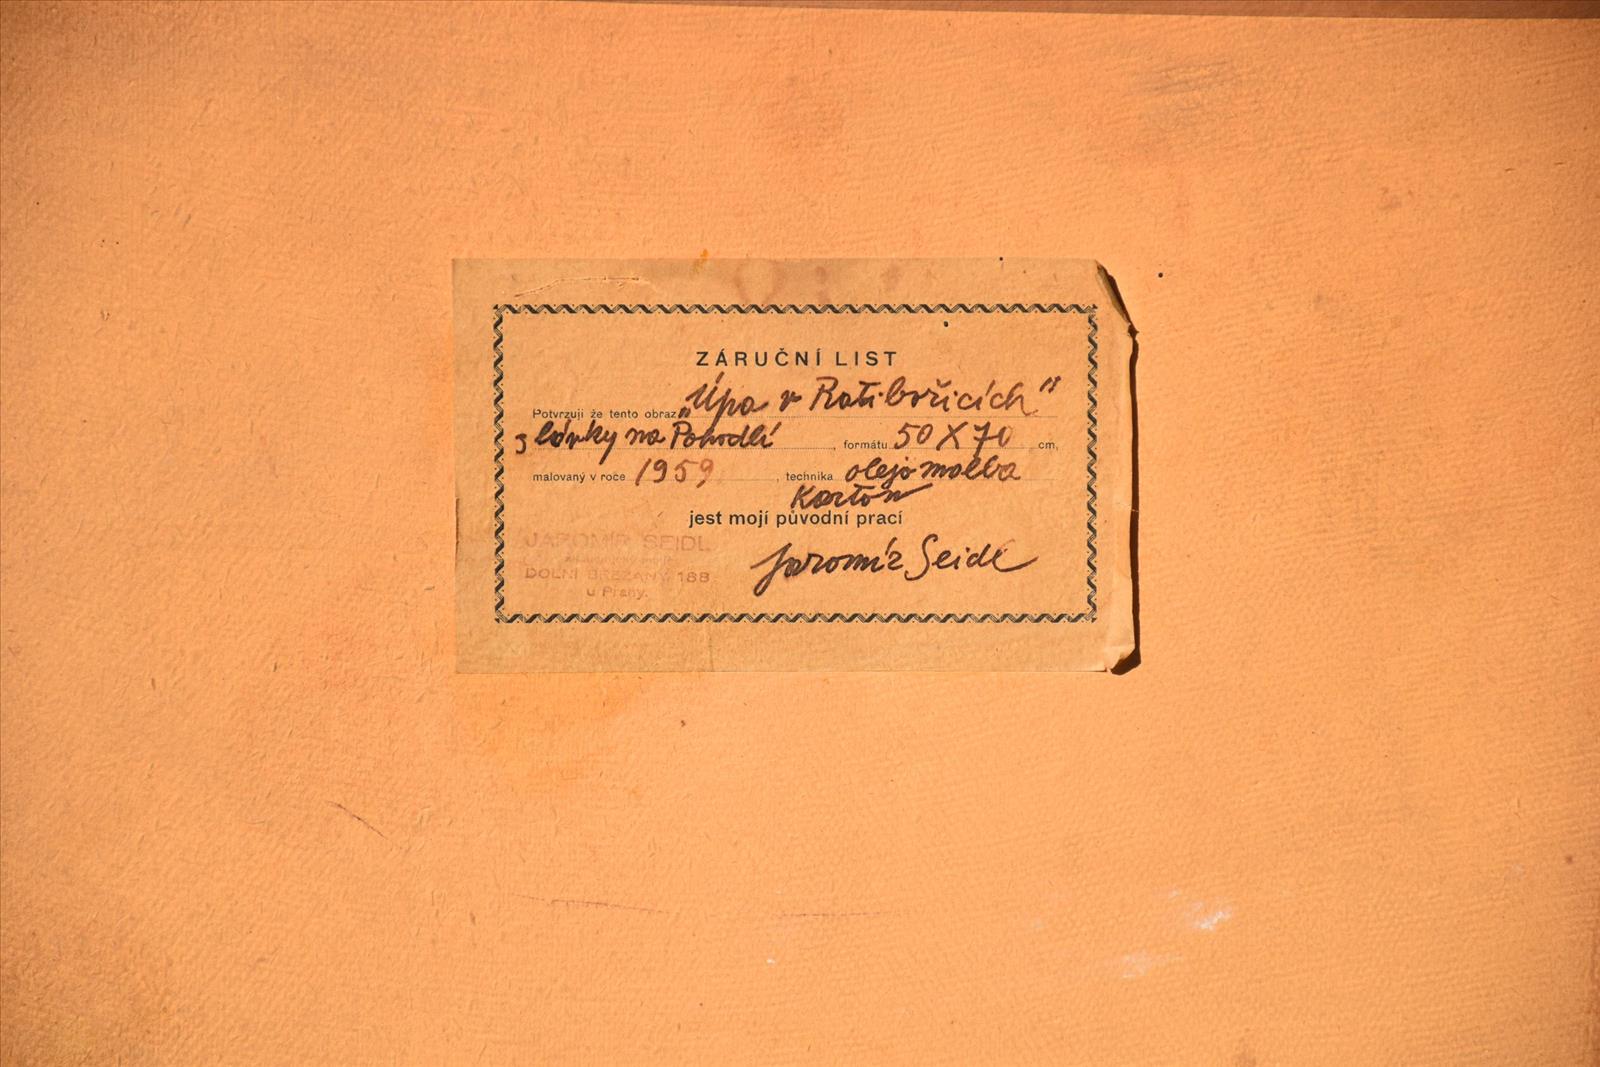 ZÁRUČNÍ LIST
Potvrzuji že tento obraz „Úpa v Ratibořicích"
z lávky na Pohodlí, formátu 50 X 70 cm,
malovaný v roce 1959, technika olejomalba
Karton
jest mojí původní prací
JAROMÍR SEIDL
Jaromír Seidl
DOLNÍ BŘEŽANY 188
u Prahy.